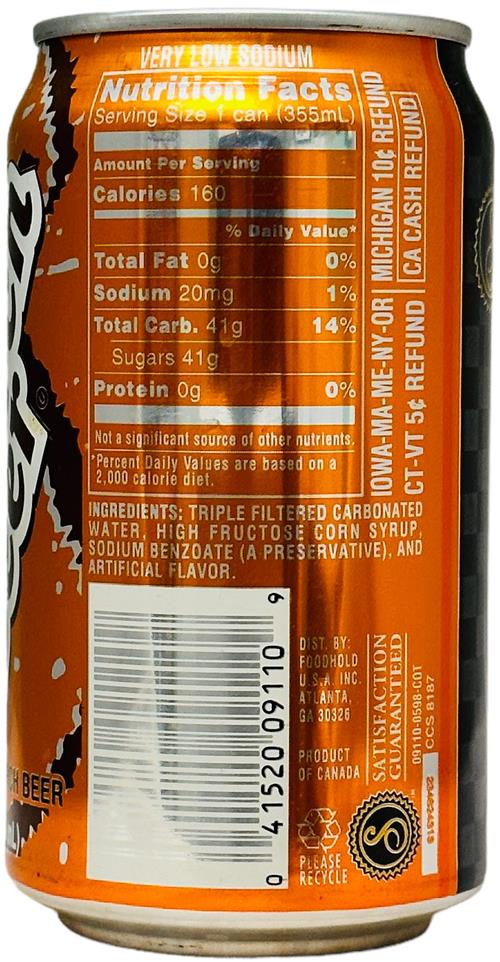 VERY LOW SODIUM
Nutrition Facts
Serving Size 1 can (355mL)
Amount Per Serving
Calories 160
% Daily Value*
Total Fat 0g 0%
Sodium 20mg 1%
Total Carb. 41g 14%
Sugars 41g
Protein 0g 0%
Not a significant source of other nutrients.
*Percent Daily Values are based on a
2,000 calorie diet.
MICHIGAN 10¢ REFUND
CA CASH REFUND
IOWA-MA-ME-NY-OR
CT-VT 5¢ REFUND
INGREDIENTS: TRIPLE FILTERED CARBONATED
WATER, HIGH FRUCTOSE CORN SYRUP,
SODIUM BENZOATE (A PRESERVATIVE), AND
ARTIFICIAL FLAVOR.
0 41520 09110 9
DIST. BY:
FOODHOLD
U.S.A. INC.
ATLANTA,
GA 30326
PRODUCT
OF CANADA
PLEASE
RECYCLE
SATISFACTION
GUARANTEED
S
09110-0598-C0T
CCS 8187
BEER